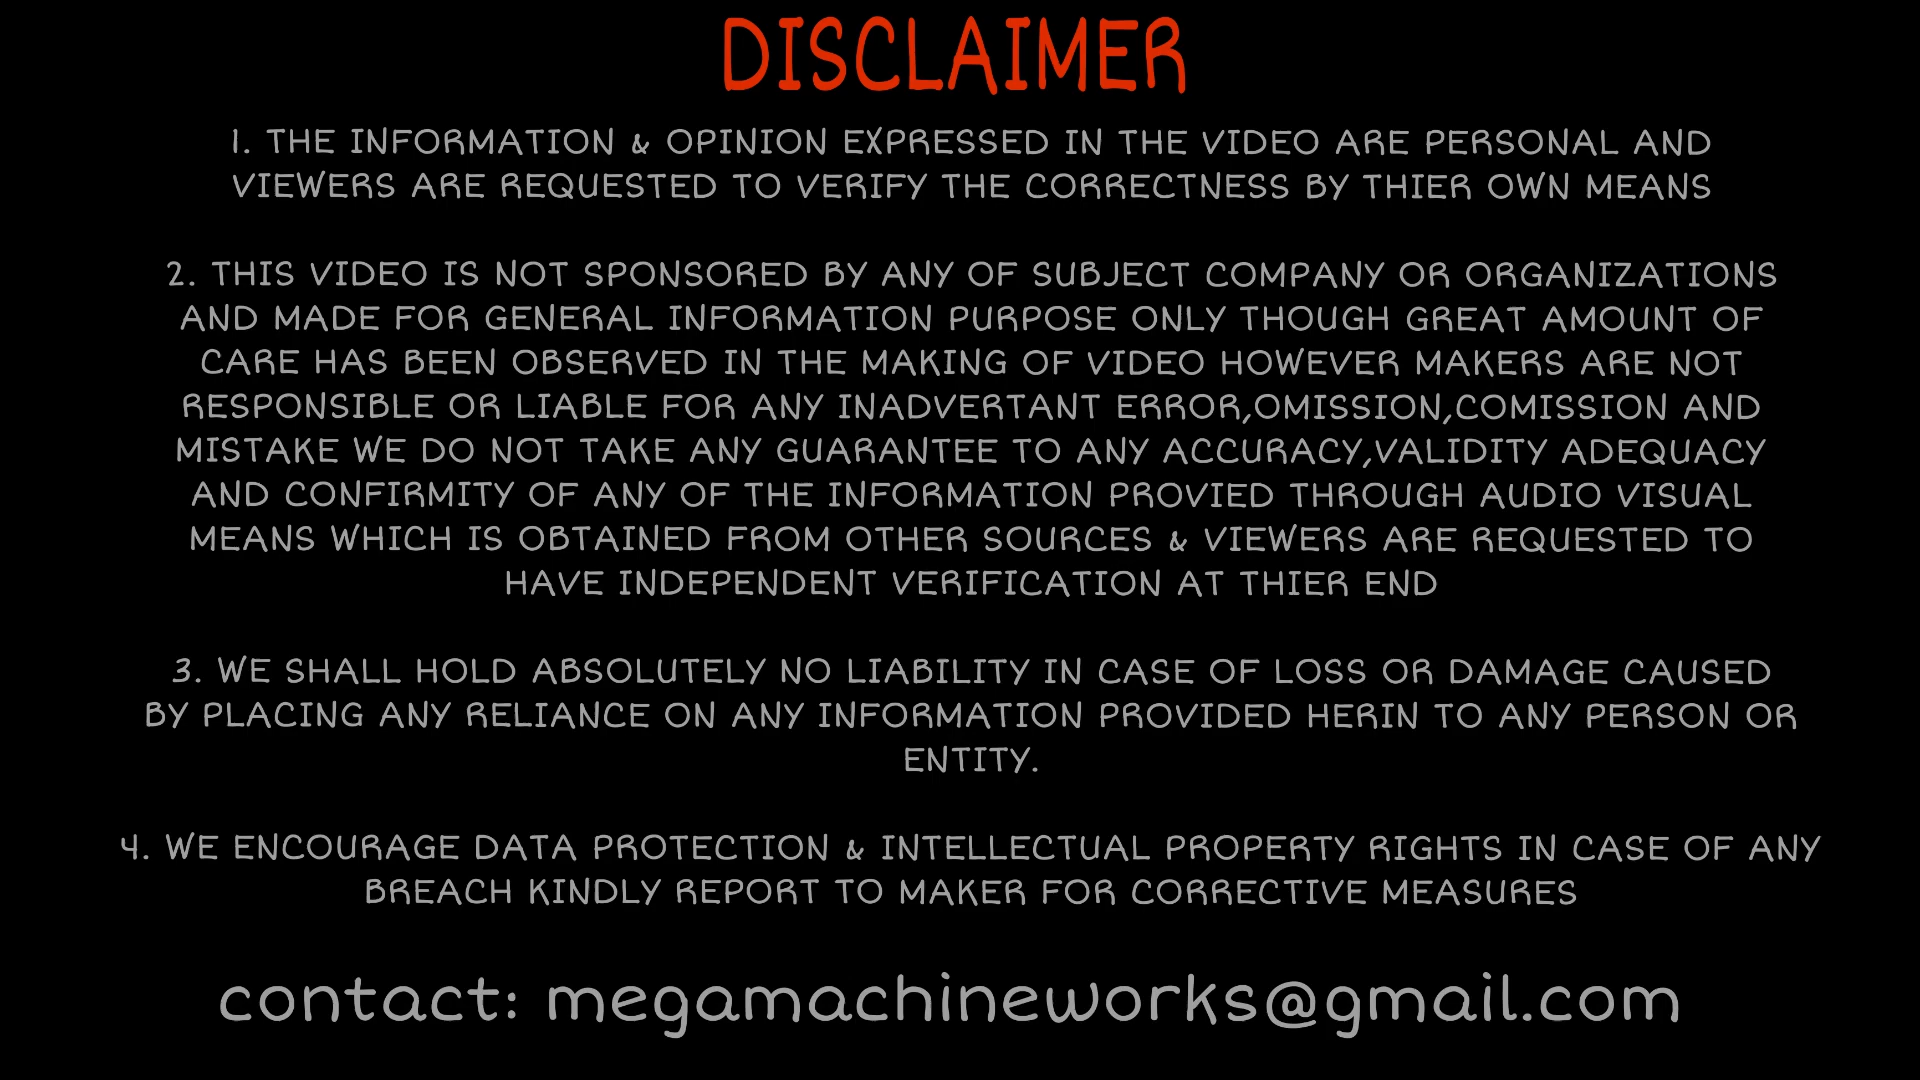 DISCLAIMER
1. THE INFORMATION & OPINION EXPRESSED IN THE VIDEO ARE PERSONAL AND
VIEWERS ARE REQUESTED TO VERIFY THE CORRECTNESS BY THIER OWN MEANS
2. THIS VIDEO IS NOT SPONSORED BY ANY OF SUBJECT COMPANY OR ORGANIZATIONS
AND MADE FOR GENERAL INFORMATION PURPOSE ONLY THOUGH GREAT AMOUNT OF
CARE HAS BEEN OBSERVED IN THE MAKING OF VIDEO HOWEVER MAKERS ARE NOT
RESPONSIBLE OR LIABLE FOR ANY INADVERTANT ERROR,OMISSION,COMISSION AND
MISTAKE WE DO NOT TAKE ANY GUARANTEE TO ANY ACCURACY,VALIDITY ADEQUACY
AND CONFIRMITY OF ANY OF THE INFORMATION PROVIED THROUGH AUDIO VISUAL
MEANS WHICH IS OBTAINED FROM OTHER SOURCES & VIEWERS ARE REQUESTED TO
HAVE INDEPENDENT VERIFICATION AT THIER END
3. WE SHALL HOLD ABSOLUTELY NO LIABILITY IN CASE OF LOSS OR DAMAGE CAUSED
BY PLACING ANY RELIANCE ON ANY INFORMATION PROVIDED HERIN TO ANY PERSON OR
ENTITY.
4. WE ENCOURAGE DATA PROTECTION & INTELLECTUAL PROPERTY RIGHTS IN CASE OF ANY
BREACH KINDLY REPORT TO MAKER FOR CORRECTIVE MEASURES
contact: megamachineworks@gmail.com